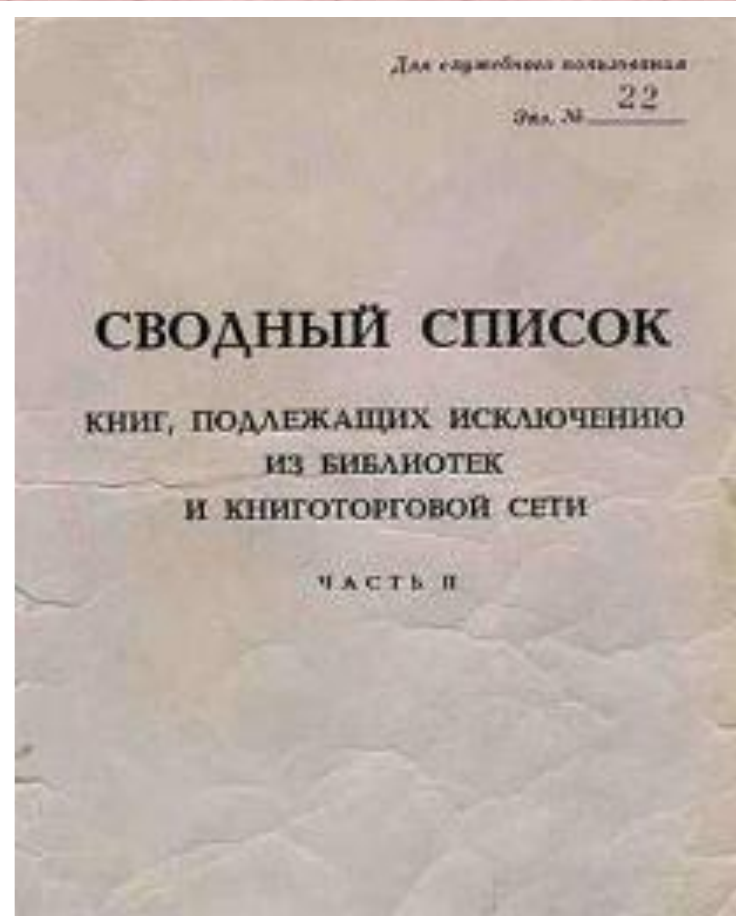 Для служебного пользования
Экз. № 22
СВОДНЫЙ СПИСОК
КНИГ, ПОДЛЕЖАЩИХ ИСКЛЮЧЕНИЮ
ИЗ БИБЛИОТЕК
И КНИГОТОРГОВОЙ СЕТИ
ЧАСТЬ II